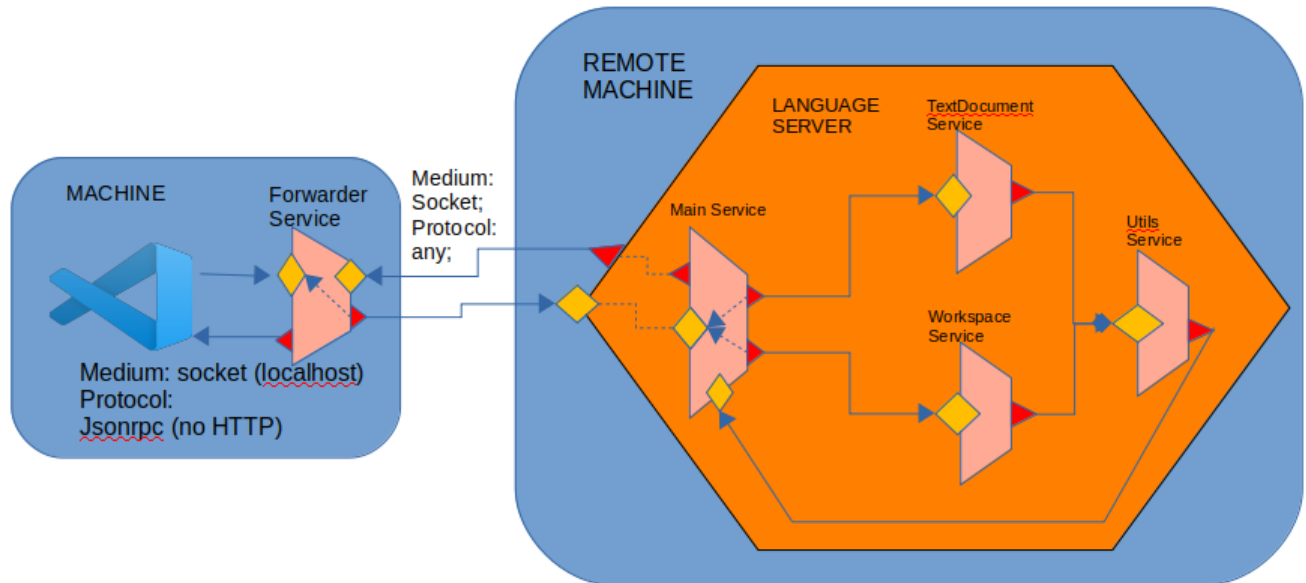 MACHINE
Forwarder
Service
Medium: socket (localhost)
Protocol:
Jsonrpc (no HTTP)
Medium:
Socket;
Protocol:
any;
REMOTE
MACHINE
LANGUAGE
SERVER
Main Service
TextDocument
Service
Workspace
Service
Utils
Service